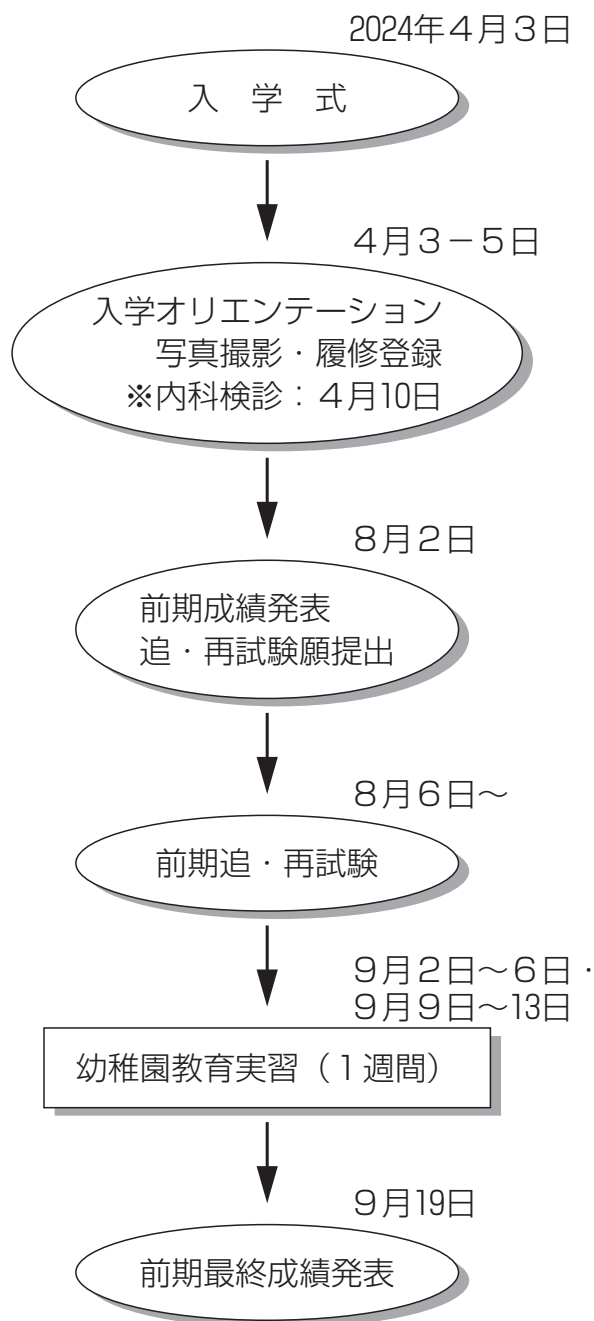 2024年４月３日
入　学　式
４月３－５日
入学オリエンテーション
写真撮影・履修登録
※内科検診：４月10日
８月２日
前期成績発表
追・再試験願提出
８月６日～
前期追・再試験
９月２日～６日・
９月９日～13日
幼稚園教育実習（１週間）
９月19日
前期最終成績発表